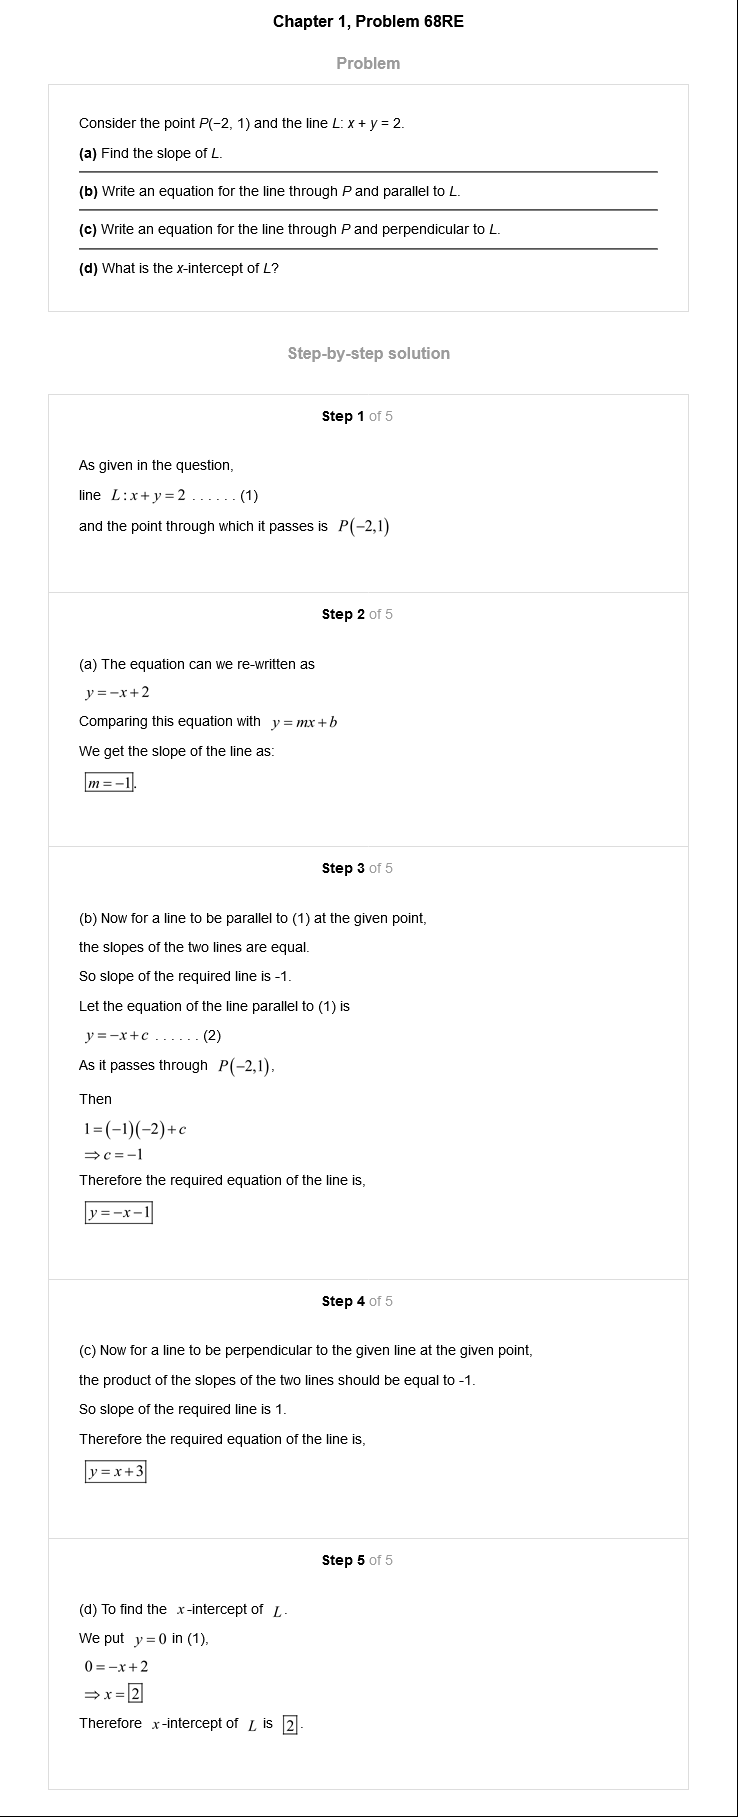 Chapter 1, Problem 68RE
Problem
Consider the point P(−2, 1) and the line L: x + y = 2.
(a) Find the slope of L.
(b) Write an equation for the line through P and parallel to L.
(c) Write an equation for the line through P and perpendicular to L.
(d) What is the x-intercept of L?
Step-by-step solution
Step 1 of 5
As given in the question,
line L : x + y = 2 . . . . . . (1)
and the point through which it passes is P(−2,1)
Step 2 of 5
(a) The equation can we re-written as
y = −x + 2
Comparing this equation with y = mx + b
We get the slope of the line as:
m = −1.
Step 3 of 5
(b) Now for a line to be parallel to (1) at the given point,
the slopes of the two lines are equal.
So slope of the required line is -1.
Let the equation of the line parallel to (1) is
y = −x + c . . . . . . (2)
As it passes through P(−2,1),
Then
1 = (−1)(−2) + c
⇒ c = −1
Therefore the required equation of the line is,
y = −x − 1
Step 4 of 5
(c) Now for a line to be perpendicular to the given line at the given point,
the product of the slopes of the two lines should be equal to -1.
So slope of the required line is 1.
Therefore the required equation of the line is,
y = x + 3
Step 5 of 5
(d) To find the x-intercept of L.
We put y = 0 in (1),
0 = −x + 2
⇒ x = 2
Therefore x-intercept of L is 2.